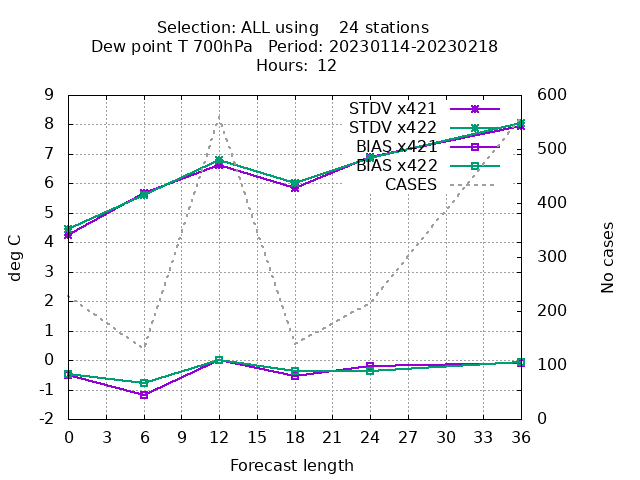 Selection: ALL using    24 stations
Dew point T 700hPa   Period: 20230114-20230218
Hours: 12
STDV x421
STDV x422
BIAS x421
BIAS x422
CASES
9
8
7
6
5
4
3
2
1
0
-1
-2
deg C
600
500
400
300
200
100
0
No cases
0 3 6 9 12 15 18 21 24 27 30 33 36
Forecast length